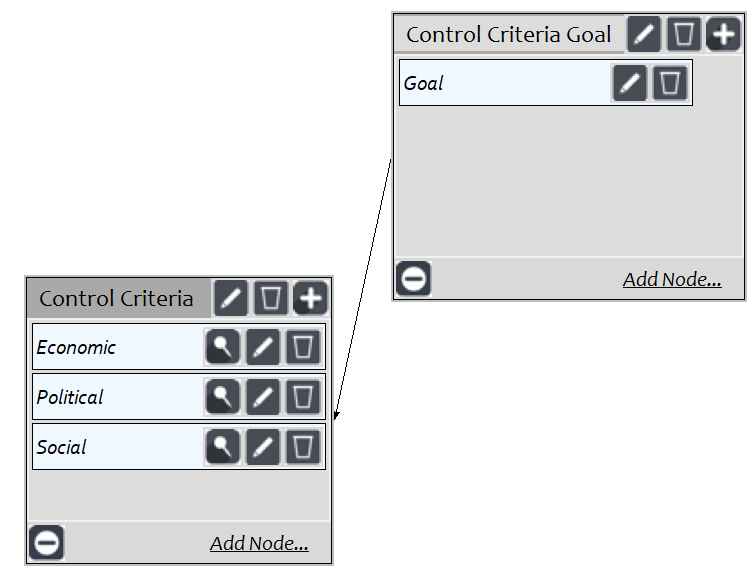 Control Criteria Goal
Goal
Add Node...
Control Criteria
Economic
Political
Social
Add Node...